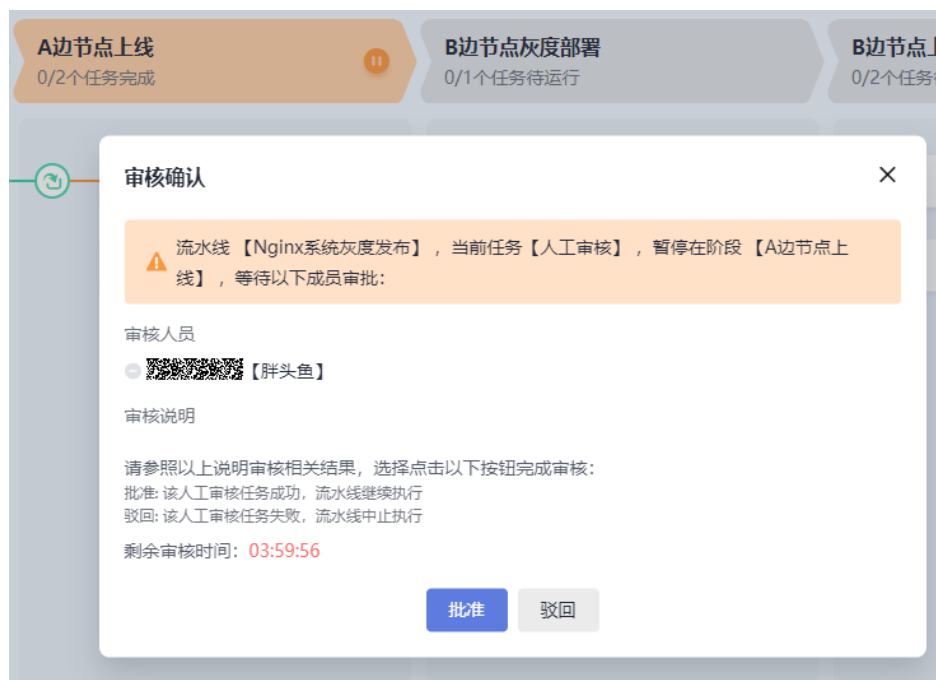 A边节点上线
0/2个任务完成
B边节点灰度部署
0/1个任务待运行
B边节点
0/2个任务
审核确认
流水线 【Nginx系统灰度发布】 ，当前任务【人工审核】 ，暂停在阶段 【A边节点上
线】 ，等待以下成员审批：
审核人员
【胖头鱼】
审核说明
请参照以上说明审核相关结果，选择点击以下按钮完成审核：
批准: 该人工审核任务成功，流水线继续执行
驳回: 该人工审核任务失败，流水线中止执行
剩余审核时间：03:59:56
批准
驳回